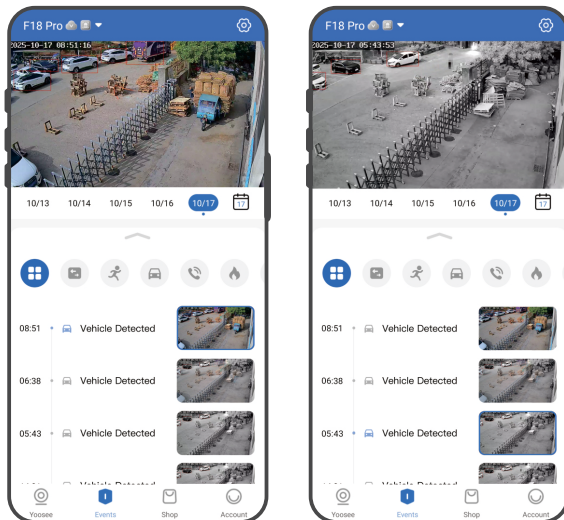 F18 Pro
2025-10-17 08:51:16
10/13 10/14 10/15 10/16 10/17 17
08:51 Vehicle Detected
06:38 Vehicle Detected
05:43 Vehicle Detected
Yoosee Events Shop Account
F18 Pro
2025-10-17 05:43:53
10/13 10/14 10/15 10/16 10/17 17
08:51 Vehicle Detected
06:38 Vehicle Detected
05:43 Vehicle Detected
Yoosee Events Shop Account